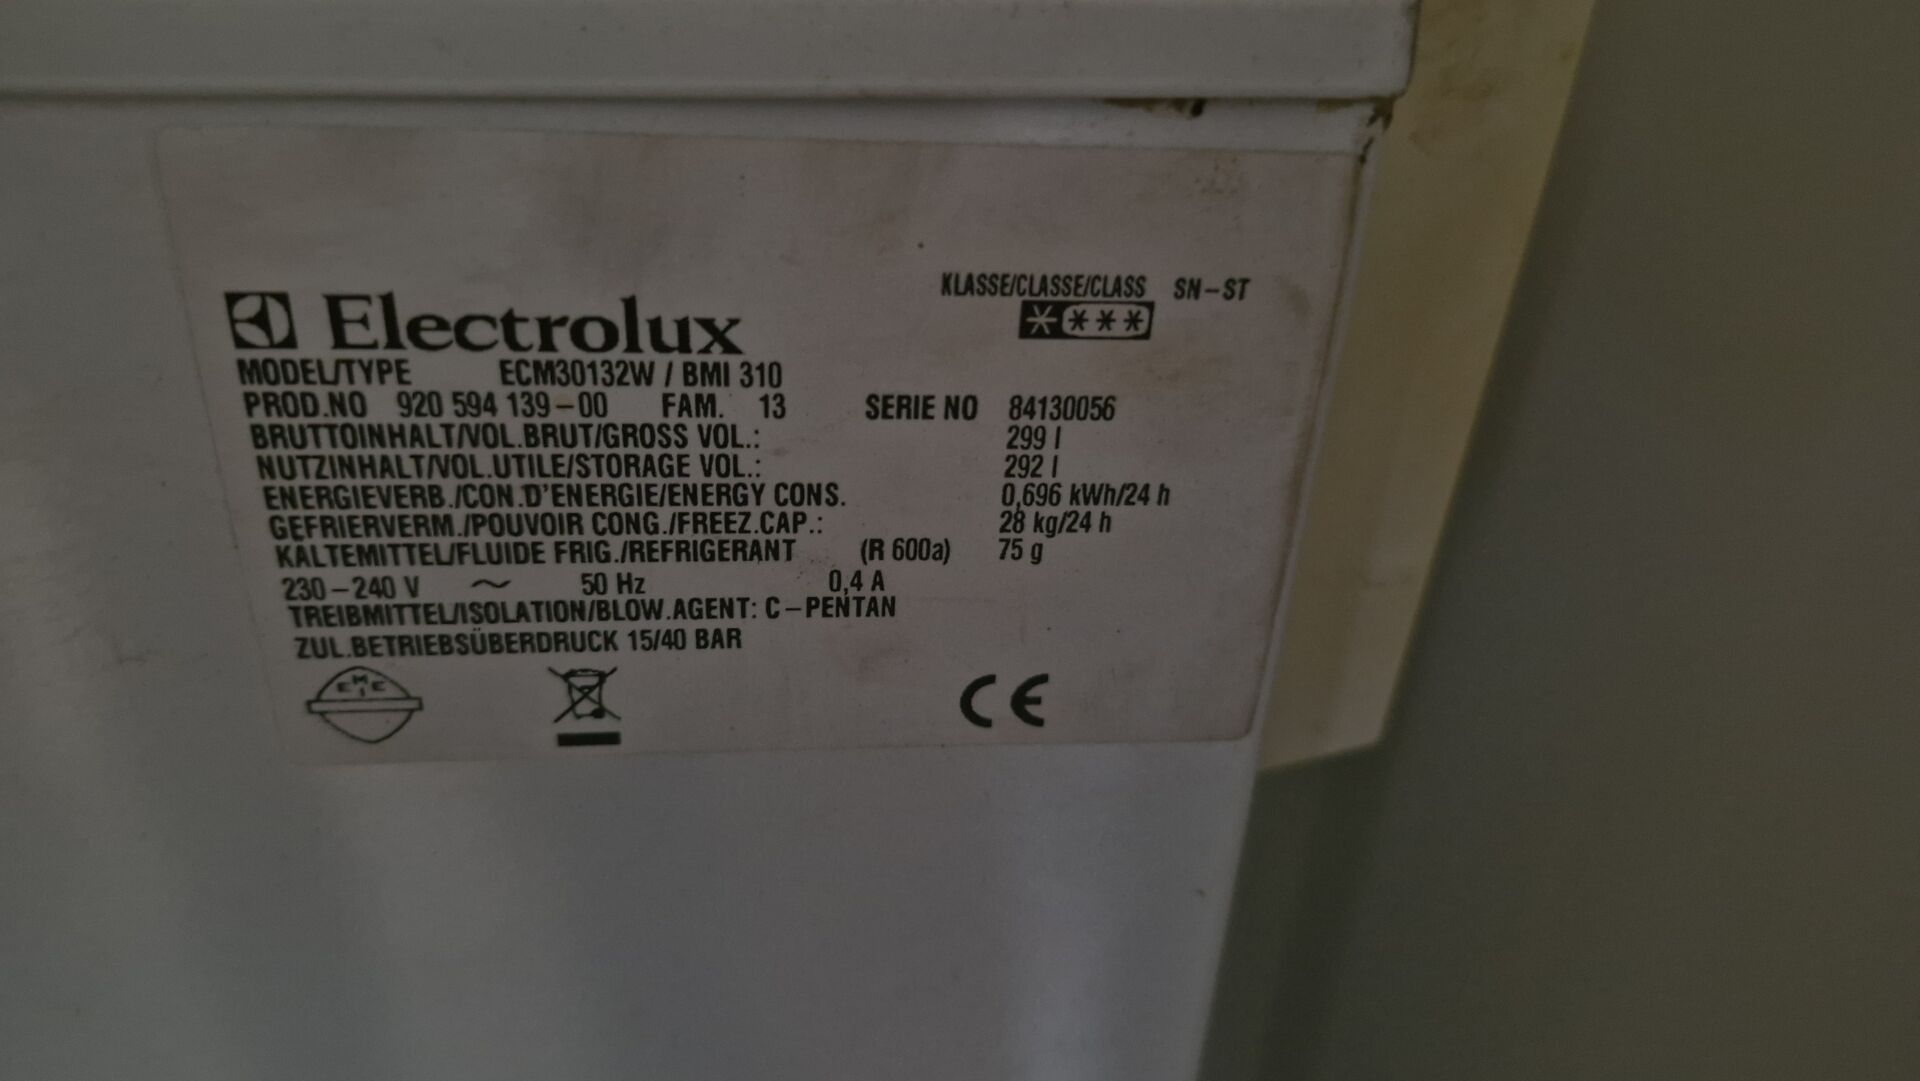 Electrolux
KLASSE/CLASSE/CLASS SN-ST
MODEL/TYPE ECM30132W / BMI 310
PROD.NO 920 594 139-00 FAM. 13 SERIE NO 84130056
BRUTTOINHALT/VOL.BRUT/GROSS VOL.: 299 l
NUTZINHALT/VOL.UTILE/STORAGE VOL.: 292 l
ENERGIEVERB./CON.D'ENERGIE/ENERGY CONS. 0,696 kWh/24 h
GEFRIERVERM./POUVOIR CONG./FREEZ.CAP.: 28 kg/24 h
KALTEMITTEL/FLUIDE FRIG./REFRIGERANT (R 600a) 75 g
230-240 V ~ 50 Hz 0,4 A
TREIBMITTEL/ISOLATION/BLOW.AGENT: C-PENTAN
ZUL.BETRIEBSÜBERDRUCK 15/40 BAR
EMEI
CE